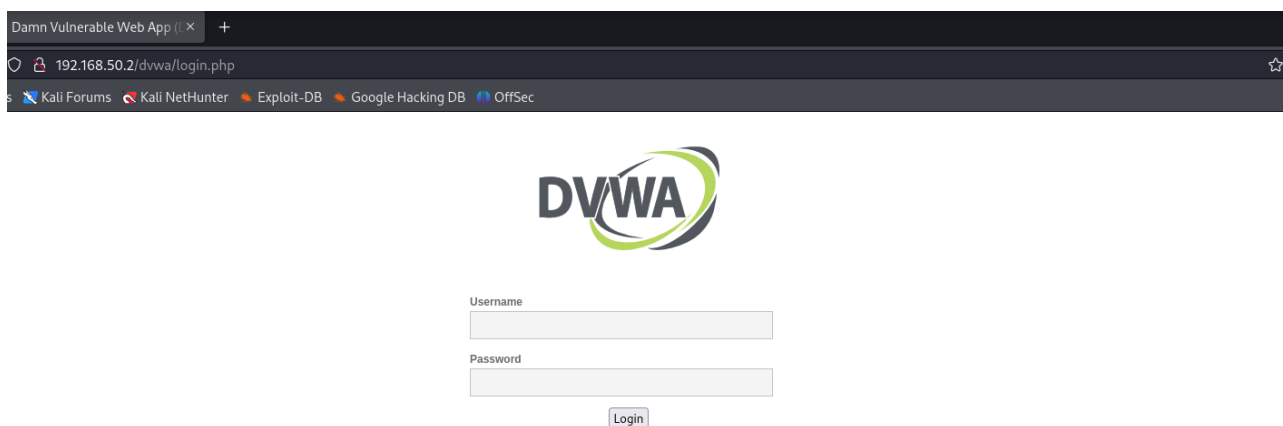 Damn Vulnerable Web App (
192.168.50.2/dvwa/login.php
s Kali Forums Kali NetHunter Exploit-DB Google Hacking DB OffSec
DVWA
Username
Password
Login